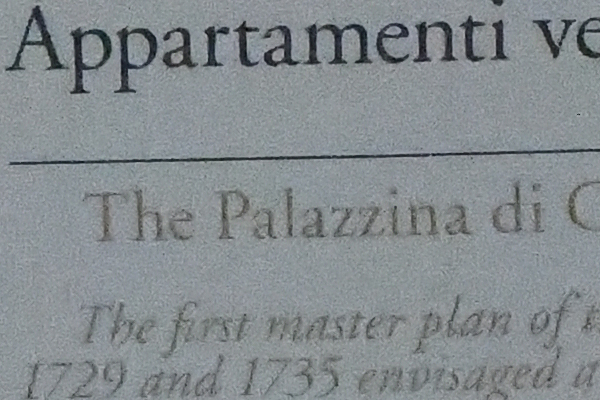 Appartamenti ve
The Palazzina di C
The first master plan of
1729 and 1735 envisaged a